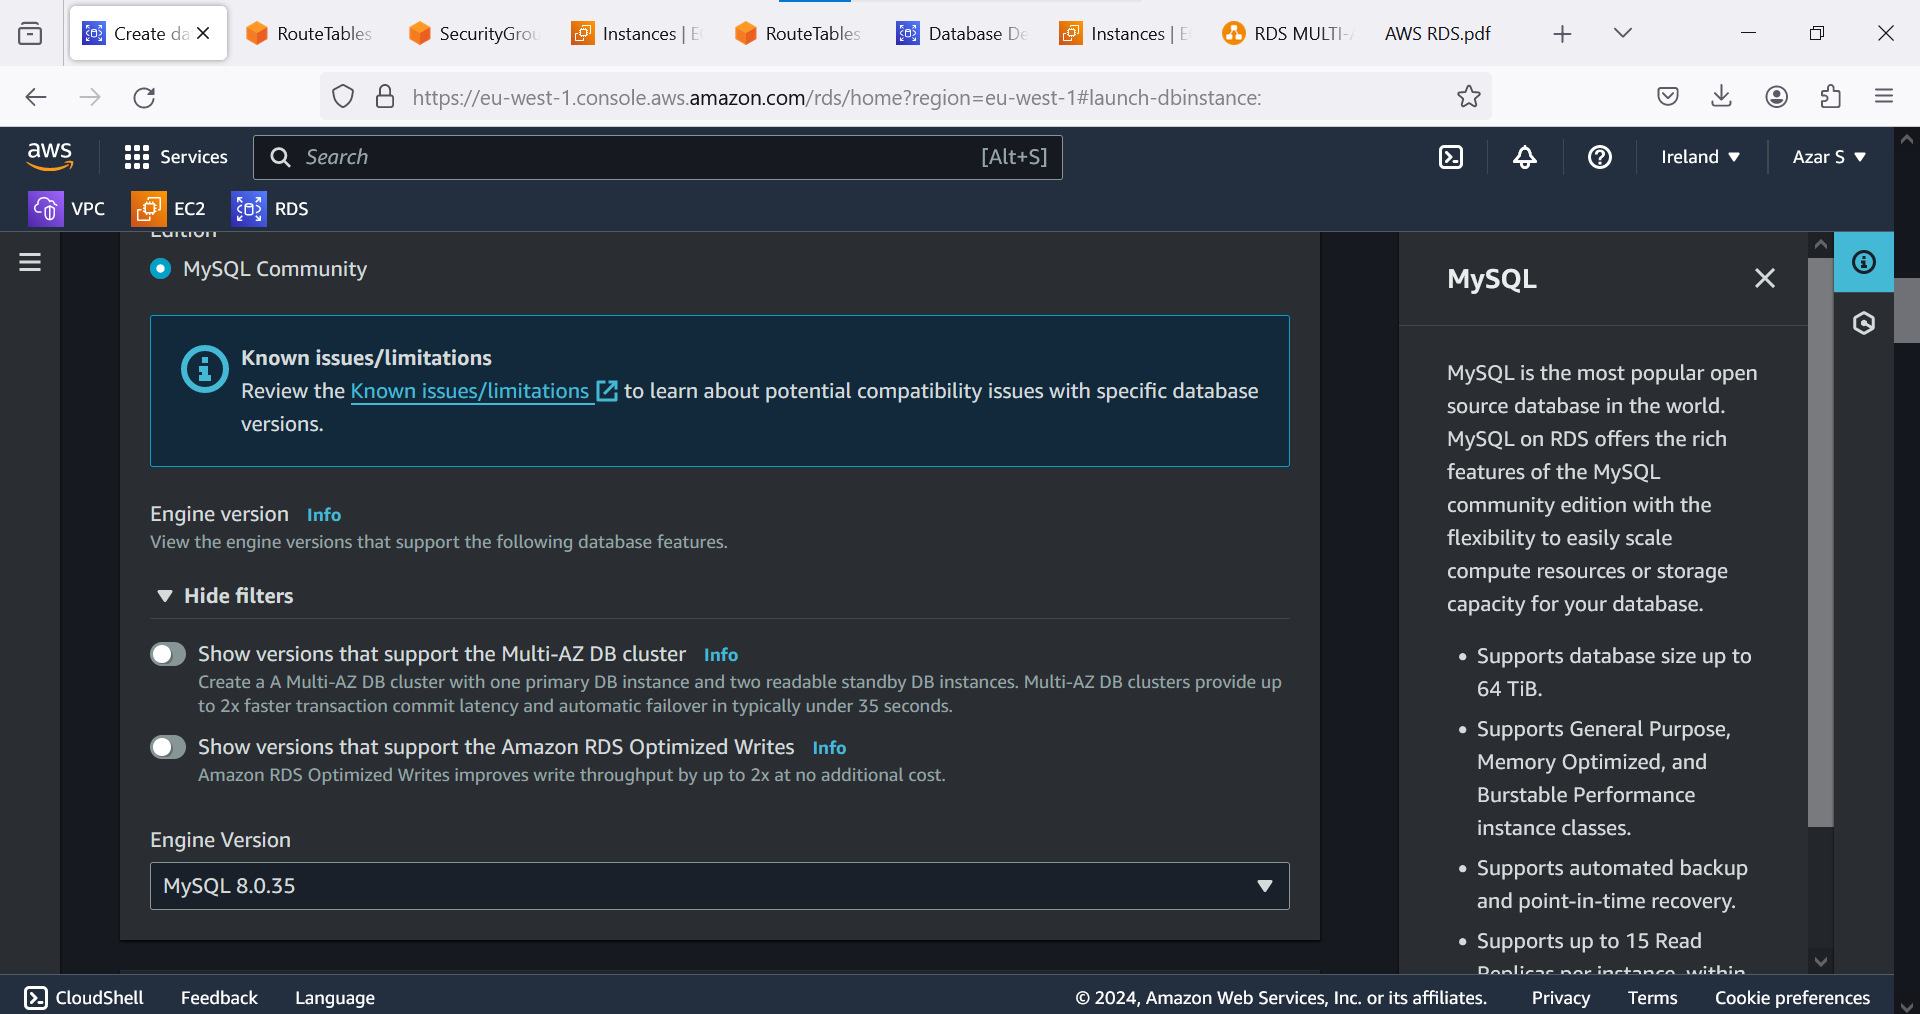 Create da
RouteTables
SecurityGrou
Instances | E
RouteTables
Database De
Instances | E
RDS MULTI-
AWS RDS.pdf
https://eu-west-1.console.aws.amazon.com/rds/home?region=eu-west-1#launch-dbinstance:
aws
Services
Search
[Alt+S]
Ireland
Azar S
VPC
EC2
RDS
Edition
MySQL Community
Known issues/limitations
Review the Known issues/limitations to learn about potential compatibility issues with specific database
versions.
Engine version Info
View the engine versions that support the following database features.
Hide filters
Show versions that support the Multi-AZ DB cluster Info
Create a A Multi-AZ DB cluster with one primary DB instance and two readable standby DB instances. Multi-AZ DB clusters provide up
to 2x faster transaction commit latency and automatic failover in typically under 35 seconds.
Show versions that support the Amazon RDS Optimized Writes Info
Amazon RDS Optimized Writes improves write throughput by up to 2x at no additional cost.
Engine Version
MySQL 8.0.35
MySQL
MySQL is the most popular open
source database in the world.
MySQL on RDS offers the rich
features of the MySQL
community edition with the
flexibility to easily scale
compute resources or storage
capacity for your database.
• Supports database size up to
64 TiB.
• Supports General Purpose,
Memory Optimized, and
Burstable Performance
instance classes.
• Supports automated backup
and point-in-time recovery.
• Supports up to 15 Read
Replicas per instance, within
CloudShell
Feedback
Language
© 2024, Amazon Web Services, Inc. or its affiliates.
Privacy
Terms
Cookie preferences